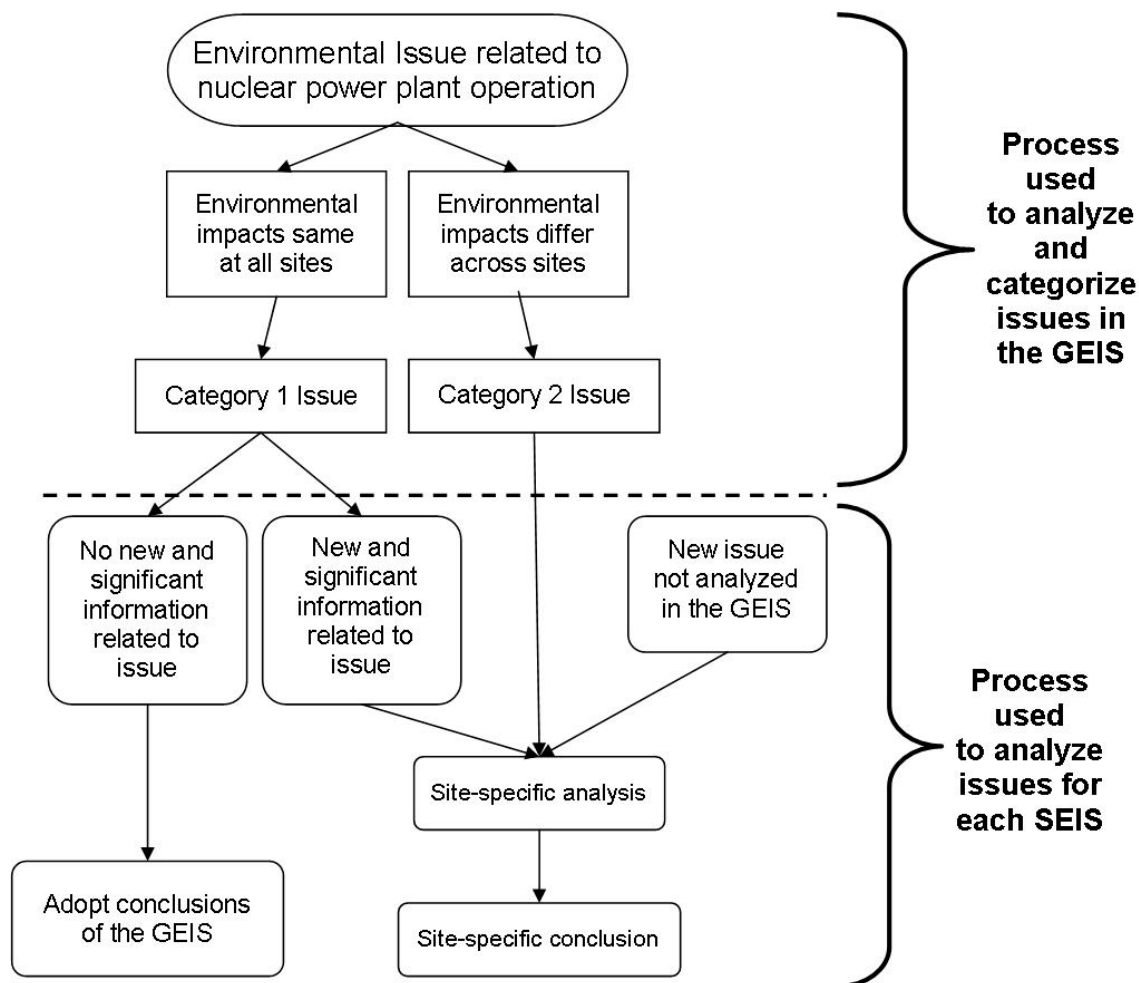 Environmental Issue related to
nuclear power plant operation
Environmental
impacts same
at all sites
Environmental
impacts differ
across sites
Category 1 Issue
Category 2 Issue
Process
used
to analyze
and
categorize
issues in
the GEIS
No new and
significant
information
related to
issue
New and
significant
information
related to
issue
New issue
not analyzed
in the GEIS
Site-specific analysis
Adopt conclusions
of the GEIS
Site-specific conclusion
Process
used
to analyze
issues for
each SEIS